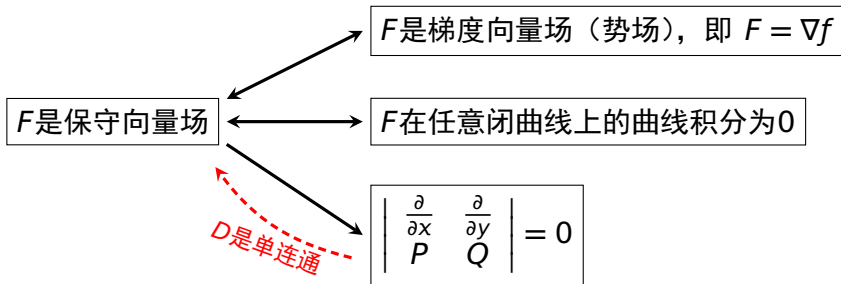 F是梯度向量场（势场），即 F = ∇f
F是保守向量场
F在任意闭曲线上的曲线积分为0
D是单连通
| ∂/∂x ∂/∂y |
| P Q | = 0